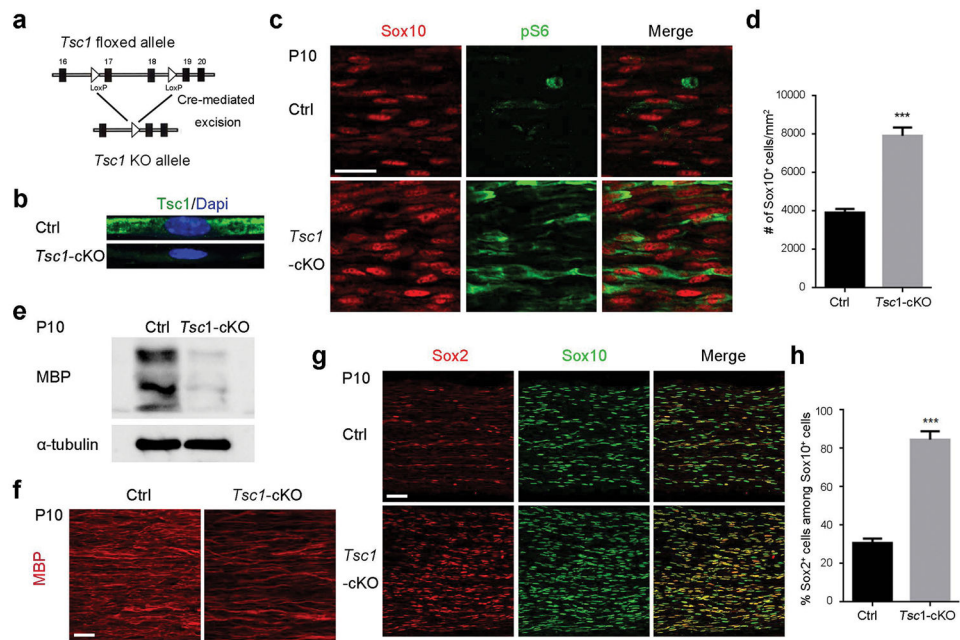 a
Tsc1 floxed allele
16 17 18 19 20
LoxP LoxP
Cre-mediated
excision
Tsc1 KO allele
b
Tsc1/Dapi
Ctrl
Tsc1-cKO
c
Sox10 pS6 Merge
P10
Ctrl
Tsc1
-cKO
d
# of Sox10⁺ cells/mm²
10000
8000
6000
4000
2000
0
***
Ctrl Tsc1-cKO
e
P10
Ctrl Tsc1-cKO
MBP
α-tubulin
f
Ctrl Tsc1-cKO
P10
MBP
g
Sox2 Sox10 Merge
P10
Ctrl
Tsc1
-cKO
h
% Sox2⁺ cells among Sox10⁺ cells
100
80
60
40
20
0
***
Ctrl Tsc1-cKO